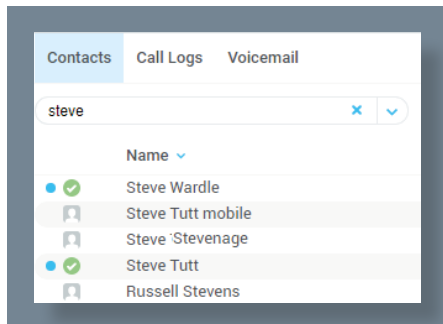 Contacts Call Logs Voicemail
steve
Name
Steve Wardle
Steve Tutt mobile
Steve Stevenage
Steve Tutt
Russell Stevens